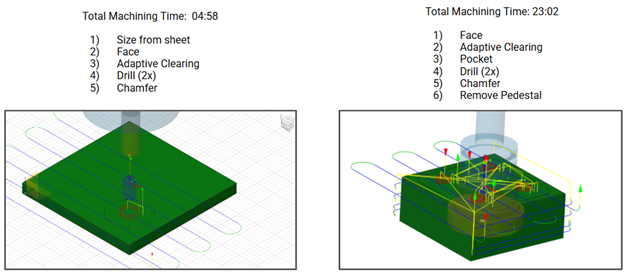 Total Machining Time: 04:58
1) Size from sheet
2) Face
3) Adaptive Clearing
4) Drill (2x)
5) Chamfer
Total Machining Time: 23:02
1) Face
2) Adaptive Clearing
3) Pocket
4) Drill (2x)
5) Chamfer
6) Remove Pedestal